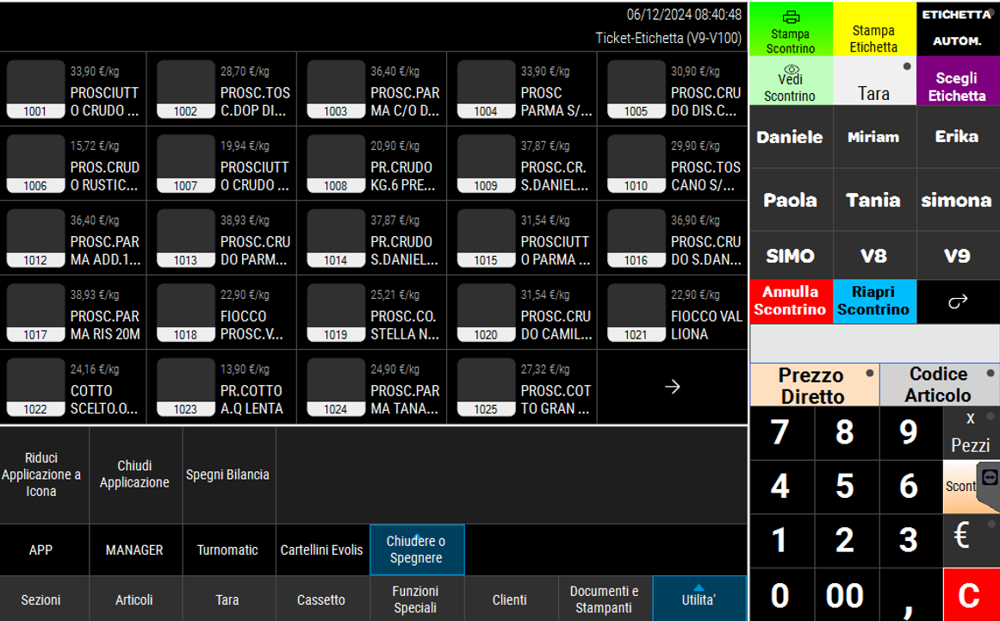 06/12/2024 08:40:48
Ticket-Etichetta (V9-V100)
33,90 €/kg
PROSCIUTT
O CRUDO ...
1001
28,70 €/kg
PROSC.TOS
C.DOP DI...
1002
36,40 €/kg
PROSC.PAR
MA C/O D...
1003
33,90 €/kg
PROSC
PARMA S/...
1004
30,90 €/kg
PROSC.CRU
DO DIS.C...
1005
15,72 €/kg
PROS.CRUD
O RUSTIC...
1006
19,94 €/kg
PROSCIUTT
O CRUDO ...
1007
20,90 €/kg
PR.CRUDO
KG.6 PRE...
1008
37,87 €/kg
PROSC.CR.
S.DANIEL...
1009
29,90 €/kg
PROSC.TOS
CANO S/...
1010
36,40 €/kg
PROSC.PAR
MA ADD.1...
1012
38,93 €/kg
PROSC.CRU
DO PARM...
1013
37,87 €/kg
PR.CRUDO
S.DANIEL...
1014
31,54 €/kg
PROSCIUTT
O PARMA ...
1015
36,90 €/kg
PROSC.CRU
DO S.DAN...
1016
38,93 €/kg
PROSC.PAR
MA RIS 20M
1017
22,90 €/kg
FIOCCO
PROSC.V...
1018
25,21 €/kg
PROSC.CO.
STELLA N...
1019
31,54 €/kg
PROSC.CRU
DO CAMIL...
1020
22,90 €/kg
FIOCCO VAL
LIONA
1021
24,16 €/kg
COTTO
SCELTO.O...
1022
13,90 €/kg
PR.COTTO
A.Q LENTA
1023
24,90 €/kg
PROSC.PAR
MA TANA...
1024
27,32 €/kg
PROSC.COT
TO GRAN ...
1025
Riduci
Applicazione a
Icona
Chiudi
Applicazione
Spegni Bilancia
APP
MANAGER
Turnomatic
Cartellini Evolis
Chiudere o
Spegnere
Sezioni
Articoli
Tara
Cassetto
Funzioni
Speciali
Clienti
Documenti e
Stampanti
Utilita'
Stampa
Scontrino
Stampa
Etichetta
ETICHETTA
AUTOM.
Vedi
Scontrino
Tara
Scegli
Etichetta
Daniele
Miriam
Erika
Paola
Tania
simona
SIMO
V8
V9
Annulla
Scontrino
Riapri
Scontrino
Prezzo
Diretto
Codice
Articolo
7
8
9
x
Pezzi
4
5
6
Scont
1
2
3
€
0
00
,
C